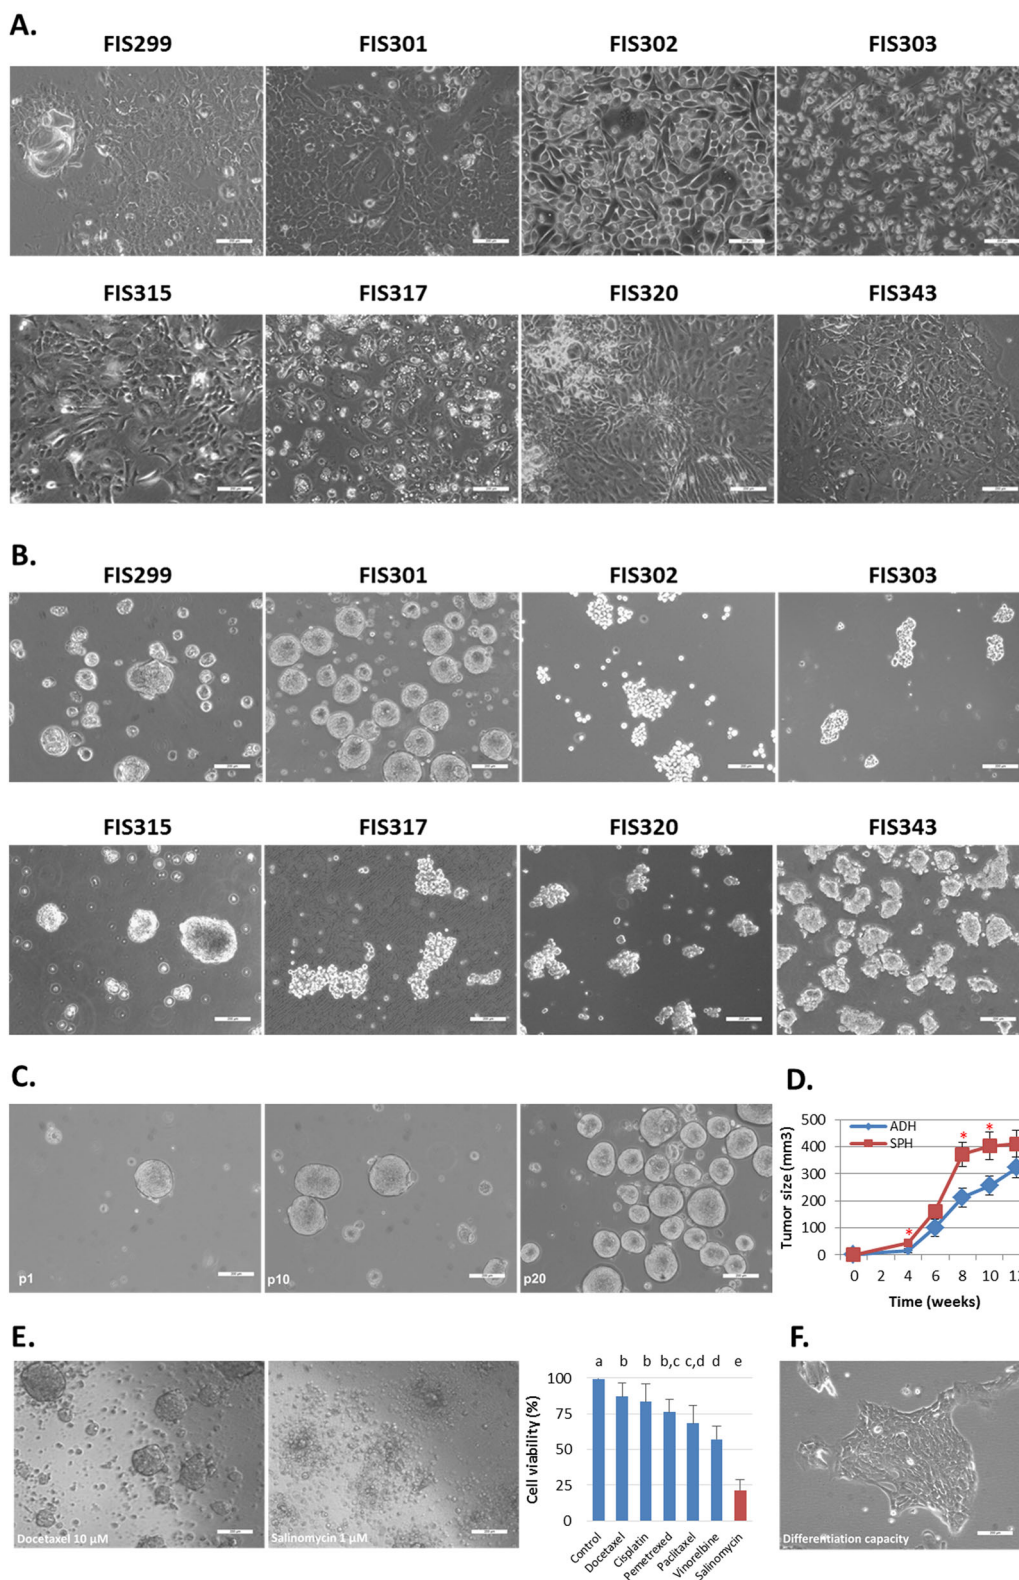 A.
FIS299 FIS301 FIS302 FIS303
FIS315 FIS317 FIS320 FIS343
B.
FIS299 FIS301 FIS302 FIS303
FIS315 FIS317 FIS320 FIS343
C.
p1
p10
p20
D.
Tumor size (mm3)
500
400
300
200
100
0
ADH
SPH
*
*
*
0 2 4 6 8 10 12
Time (weeks)
E.
Docetaxel 10 µM
Salinomycin 1 µM
Cell viability (%)
a b b b,c c,d d e
100
75
50
25
0
Control
Docetaxel
Cisplatin
Pemetrexed
Paclitaxel
Vinorelbine
Salinomycin
F.
Differentiation capacity